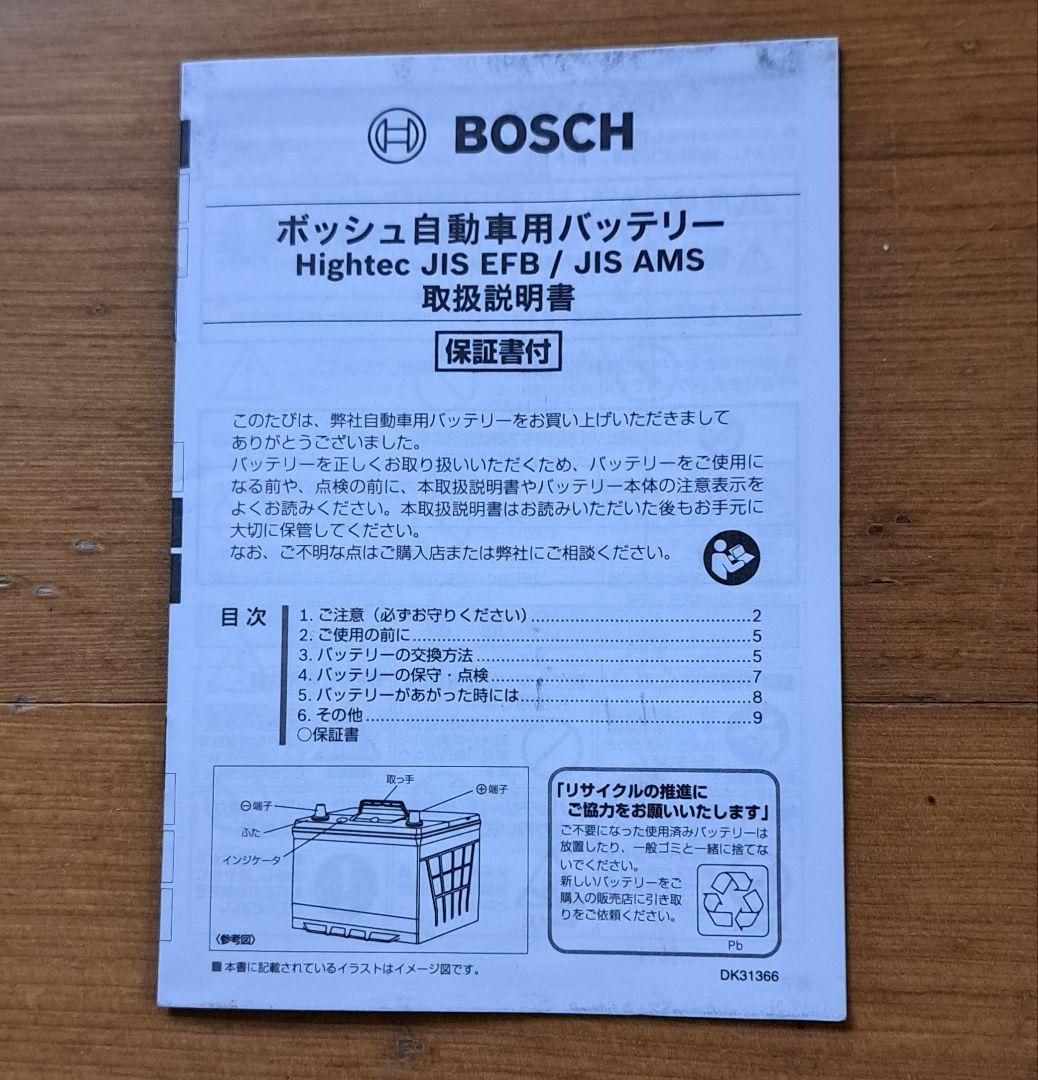 BOSCH
ボッシュ自動車用バッテリー
Hightec JIS EFB / JIS AMS
取扱説明書
保証書付
このたびは、弊社自動車用バッテリーをお買い上げいただきまして
ありがとうございました。
バッテリーを正しくお取り扱いいただくため、バッテリーをご使用に
なる前や、点検の前に、本取扱説明書やバッテリー本体の注意表示を
よくお読みください。本取扱説明書はお読みいただいた後もお手元に
大切に保管してください。
なお、ご不明な点はご購入店または弊社にご相談ください。
目次
1. ご注意（必ずお守りください）...............2
2. ご使用の前に...............5
3. バッテリーの交換方法...............5
4. バッテリーの保守・点検...............7
5. バッテリーがあがった時には...............8
6. その他...............9
○保証書
取っ手
⊖端子
⊕端子
ふた
インジケータ
〈参考図〉
■本書に記載されているイラストはイメージ図です。
「リサイクルの推進に
ご協力をお願いいたします」
ご不要になった使用済みバッテリーは
放置したり、一般ゴミと一緒に捨てな
いでください。
新しいバッテリーをご
購入の販売店に引き取
りをご依頼ください。
Pb
DK31366